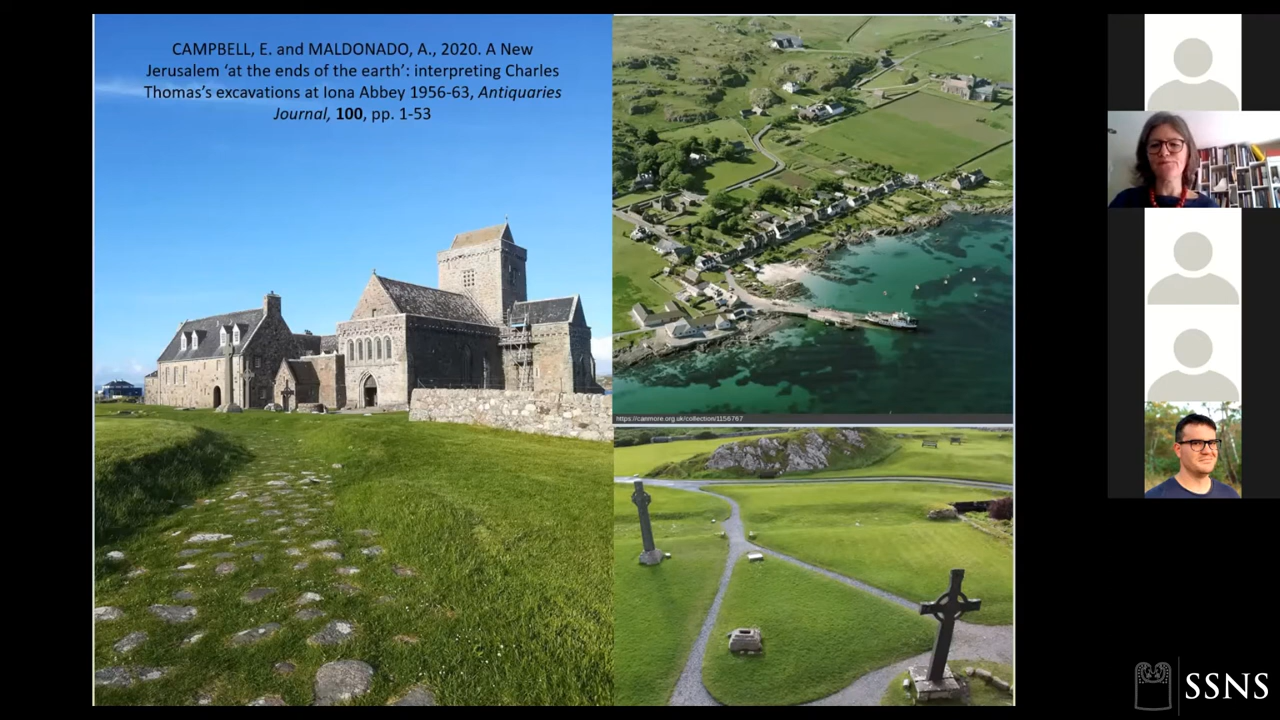 CAMPBELL, E. and MALDONADO, A., 2020. A New
Jerusalem ‘at the ends of the earth’: interpreting Charles
Thomas’s excavations at Iona Abbey 1956-63, Antiquaries
Journal, 100, pp. 1-53
https://canmore.org.uk/collection/1156767
SSNS